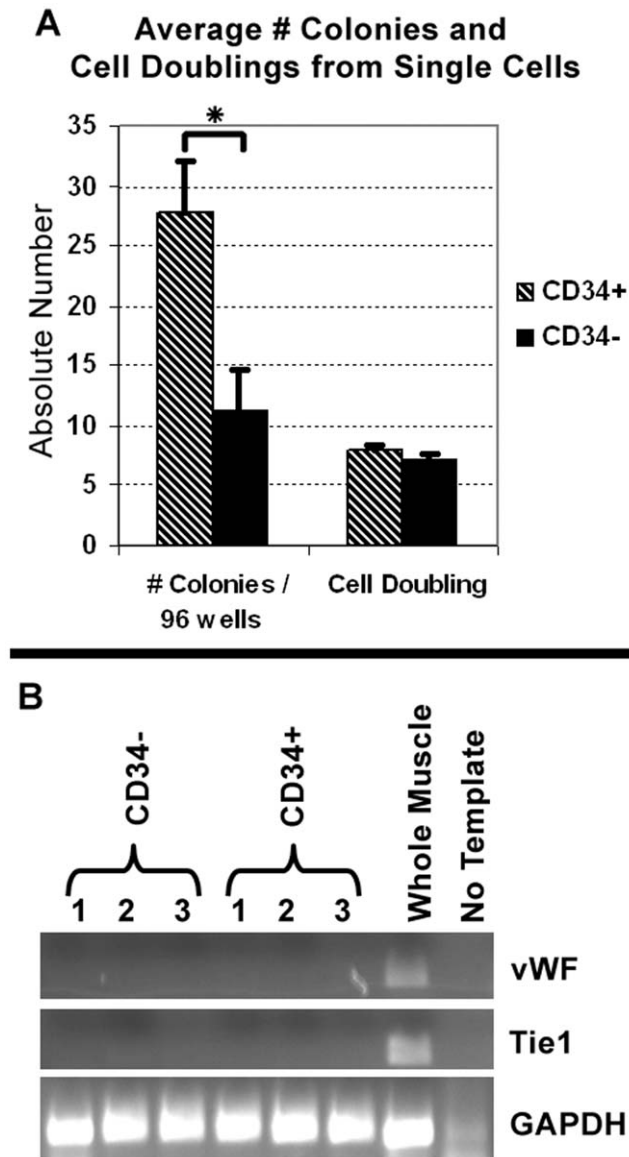 A
Average # Colonies and
Cell Doublings from Single Cells
*
35
30
25
20
15
10
5
0
Absolute Number
# Colonies /
96 wells
Cell Doubling
CD34+
CD34-
B
CD34-
CD34+
Whole Muscle
No Template
1 2 3 1 2 3
vWF
Tie1
GAPDH